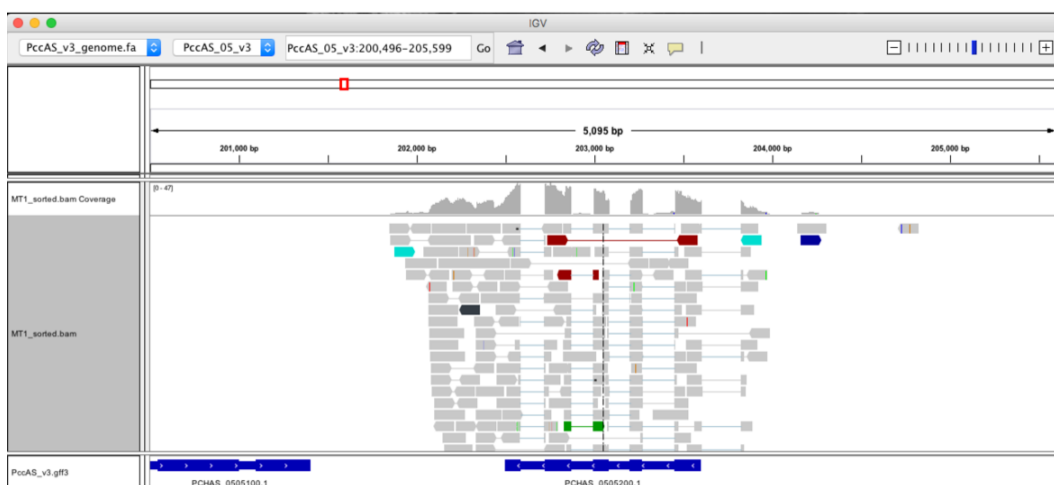 IGV
PccAS_v3_genome.fa PccAS_05_v3 PccAS_05_v3:200,496-205,599 Go
5,095 bp
201,000 bp 202,000 bp 203,000 bp 204,000 bp 205,000 bp
MT1_sorted.bam Coverage [0 - 47]
MT1_sorted.bam
PccAS_v3.gff3
PCHAS_0505100.1 PCHAS_0505200.1